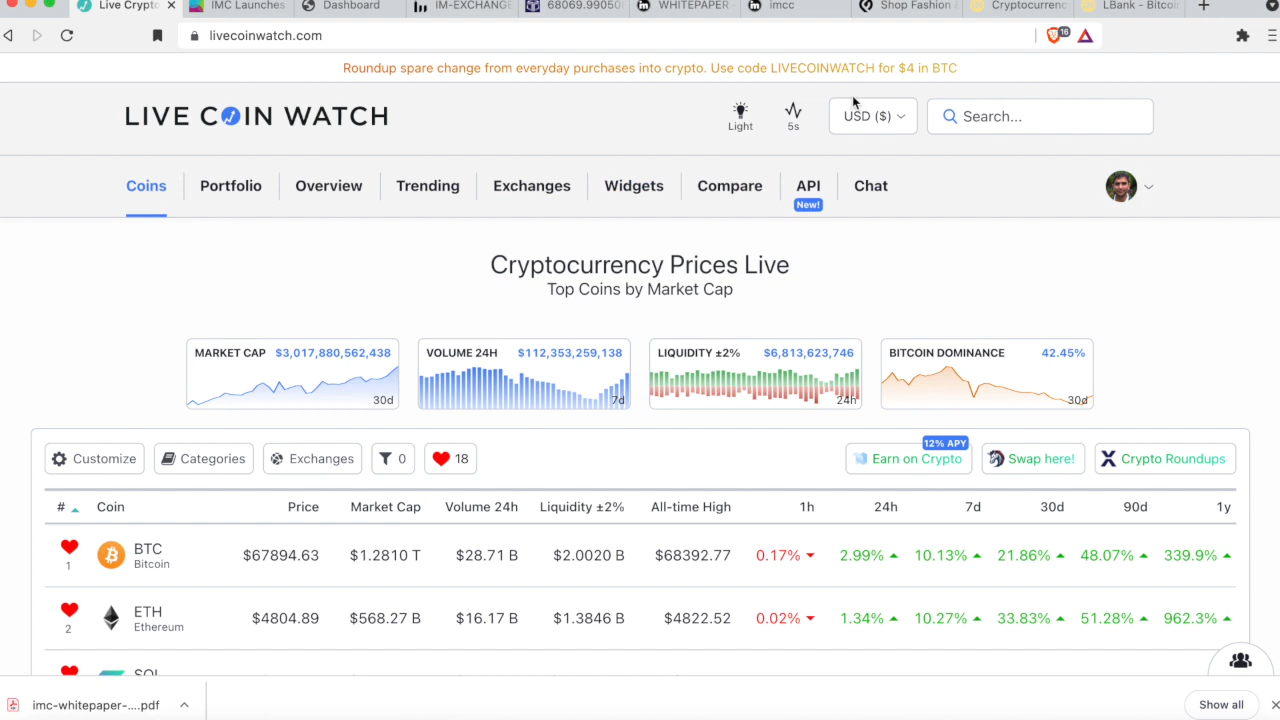 Live Crypto
IMC Launches
Dashboard
IM-EXCHANGE
68069.9905
WHITEPAPER
imcc
Shop Fashion
Cryptocurrenc
LBank - Bitcoi
livecoinwatch.com
16
Roundup spare change from everyday purchases into crypto. Use code LIVECOINWATCH for $4 in BTC
LIVE COIN WATCH
Light
5s
USD ($)
Search...
Coins Portfolio Overview Trending Exchanges Widgets Compare API Chat
New!
Cryptocurrency Prices Live
Top Coins by Market Cap
MARKET CAP $3,017,880,562,438
30d
VOLUME 24H $112,353,259,138
7d
LIQUIDITY ±2% $6,813,623,746
24h
BITCOIN DOMINANCE 42.45%
30d
Customize Categories Exchanges 0 18
12% APY
Earn on Crypto Swap here! Crypto Roundups
# Coin Price Market Cap Volume 24h Liquidity ±2% All-time High 1h 24h 7d 30d 90d 1y
1 BTC Bitcoin $67894.63 $1.2810 T $28.71 B $2.0020 B $68392.77 0.17% 2.99% 10.13% 21.86% 48.07% 339.9%
2 ETH Ethereum $4804.89 $568.27 B $16.17 B $1.3846 B $4822.52 0.02% 1.34% 10.27% 33.83% 51.28% 962.3%
SOL
imc-whitepaper-....pdf
Show all